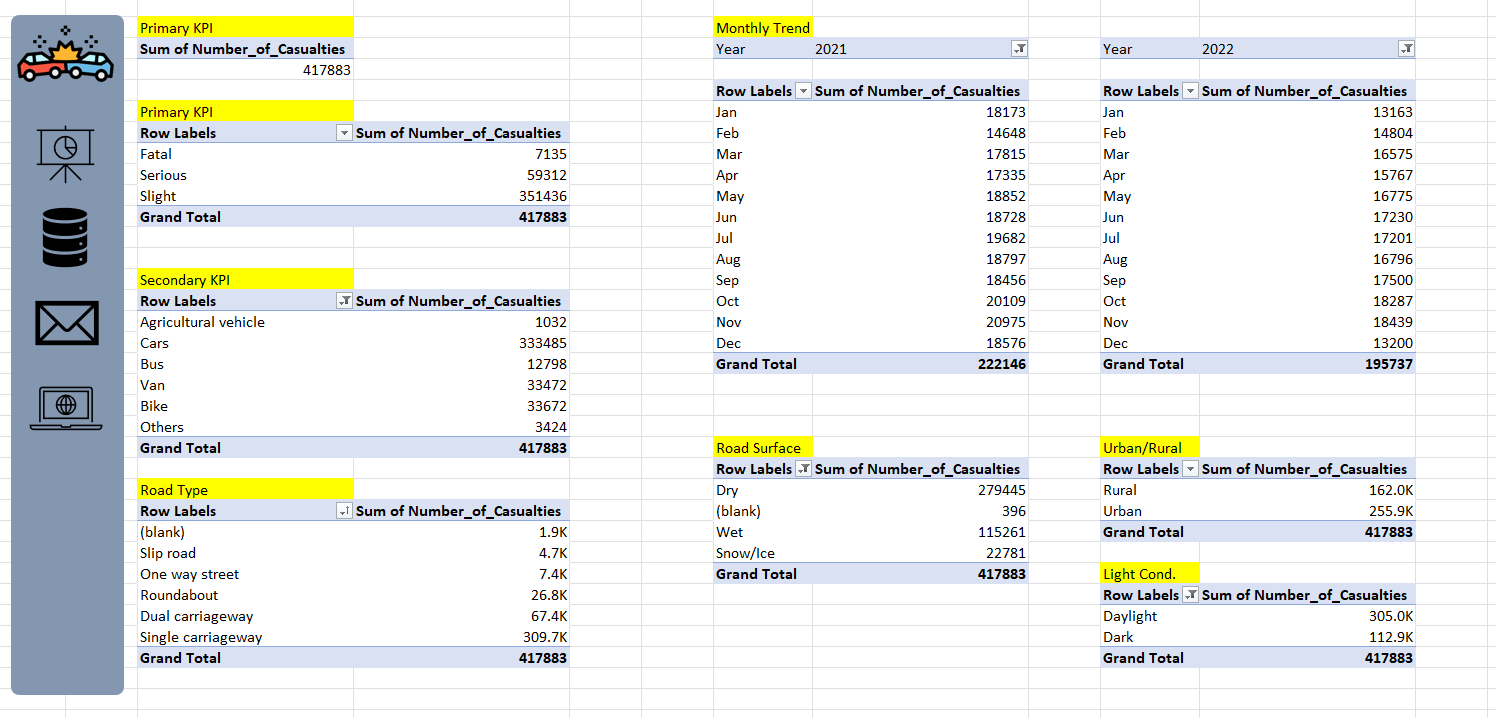 Primary KPI
Sum of Number_of_Casualties
417883
Primary KPI
Row Labels Sum of Number_of_Casualties
Fatal 7135
Serious 59312
Slight 351436
Grand Total 417883
Secondary KPI
Row Labels Sum of Number_of_Casualties
Agricultural vehicle 1032
Cars 333485
Bus 12798
Van 33472
Bike 33672
Others 3424
Grand Total 417883
Road Type
Row Labels Sum of Number_of_Casualties
(blank) 1.9K
Slip road 4.7K
One way street 7.4K
Roundabout 26.8K
Dual carriageway 67.4K
Single carriageway 309.7K
Grand Total 417883
Monthly Trend
Year 2021
Row Labels Sum of Number_of_Casualties
Jan 18173
Feb 14648
Mar 17815
Apr 17335
May 18852
Jun 18728
Jul 19682
Aug 18797
Sep 18456
Oct 20109
Nov 20975
Dec 18576
Grand Total 222146
Year 2022
Row Labels Sum of Number_of_Casualties
Jan 13163
Feb 14804
Mar 16575
Apr 15767
May 16775
Jun 17230
Jul 17201
Aug 16796
Sep 17500
Oct 18287
Nov 18439
Dec 13200
Grand Total 195737
Road Surface
Row Labels Sum of Number_of_Casualties
Dry 279445
(blank) 396
Wet 115261
Snow/Ice 22781
Grand Total 417883
Urban/Rural
Row Labels Sum of Number_of_Casualties
Rural 162.0K
Urban 255.9K
Grand Total 417883
Light Cond.
Row Labels Sum of Number_of_Casualties
Daylight 305.0K
Dark 112.9K
Grand Total 417883